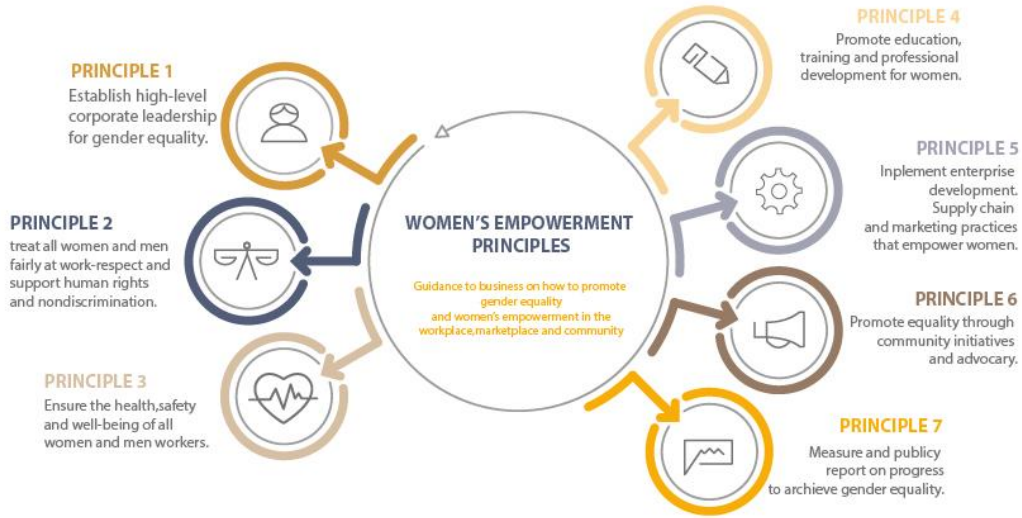 PRINCIPLE 1
Establish high-level
corporate leadership
for gender equality.
PRINCIPLE 2
treat all women and men
fairly at work-respect and
support human rights
and nondiscrimination.
PRINCIPLE 3
Ensure the health,safety
and well-being of all
women and men workers.
WOMEN'S EMPOWERMENT
PRINCIPLES
Guidance to business on how to promote
gender equality
and women's empowerment in the
workplace,marketplace and community
PRINCIPLE 4
Promote education,
training and professional
development for women.
PRINCIPLE 5
Inplement enterprise
development.
Supply chain
and marketing practices
that empower women.
PRINCIPLE 6
Promote equality through
community initiatives
and advocary.
PRINCIPLE 7
Measure and publicy
report on progress
to archieve gender equality.